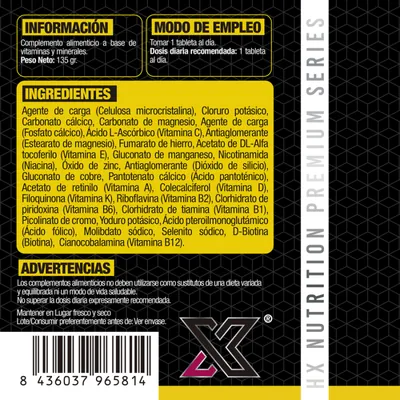 INFORMACIÓN
Complemento alimenticio a base de
vitaminas y minerales.
Peso Neto: 135 gr.
MODO DE EMPLEO
Tomar 1 tableta al día.
Dosis diaria recomendada: 1 tableta
al día.
INGREDIENTES
Agente de carga (Celulosa microcristalina), Cloruro potásico,
Carbonato cálcico, Carbonato de magnesio, Agente de carga
(Fosfato cálcico), Ácido L-Ascórbico (Vitamina C), Antiaglomerante
(Estearato de magnesio), Fumarato de hierro, Acetato de DL-Alfa
tocoferilo (Vitamina E), Gluconato de manganeso, Nicotinamida
(Niacina), Óxido de zinc, Antiaglomerante (Dióxido de silicio),
Gluconato de cobre, Pantotenato cálcico (Ácido pantoténico),
Acetato de retinilo (Vitamina A), Colecalciferol (Vitamina D),
Filoquinona (Vitamina K), Riboflavina (Vitamina B2), Clorhidrato de
piridoxina (Vitamina B6), Clorhidrato de tiamina (Vitamina B1),
Picolinato de cromo, Yoduro potásico, Ácido pteroilmonoglutámico
(Ácido fólico), Molibdato sódico, Selenito sódico, D-Biotina
(Biotina), Cianocobalamina (Vitamina B12).
ADVERTENCIAS
Los complementos alimenticios no deben utilizarse como sustitutos de una dieta variada
y equilibrada ni un modo de vida saludable.
No superar la dosis diaria expresamente recomendada.
Mantener en Lugar fresco y seco
Lote/Consumir preferentemente antes de: Ver envase.
8 436037 965814
®
HX NUTRITION PREMIUM SERIES